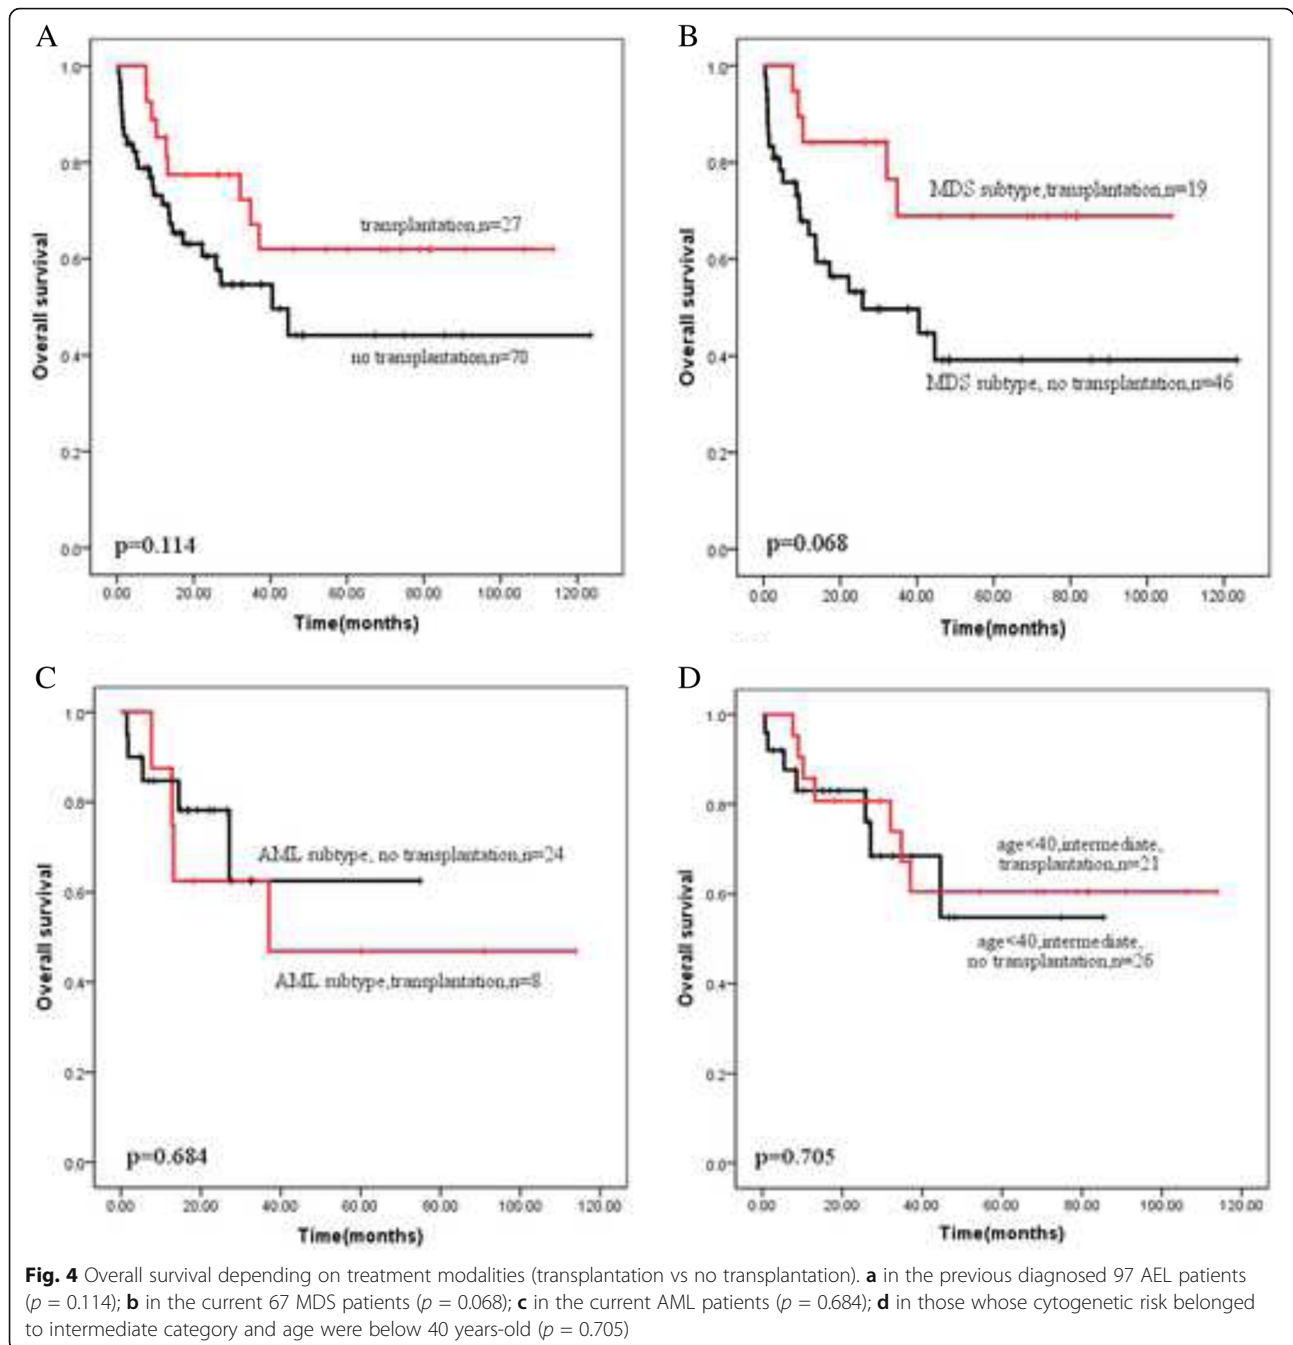 A
1.0
0.8
0.6
0.4
0.2
0.0
Overall survival
transplantation,n=27
no transplantation,n=70
p=0.114
0.00 20.00 40.00 60.00 80.00 100.00 120.00
Time(months)
B
1.0
0.8
0.6
0.4
0.2
0.0
Overall survival
MDS subtype,transplantation,n=19
MDS subtype, no transplantation,n=46
p=0.068
0.00 20.00 40.00 60.00 80.00 100.00 120.00
Time(months)
C
1.0
0.8
0.6
0.4
0.2
0.0
Overall survival
AML subtype, no transplantation,n=24
AML subtype,transplantation,n=8
p=0.684
0.00 20.00 40.00 60.00 80.00 100.00 120.00
Time(months)
D
1.0
0.8
0.6
0.4
0.2
0.0
Overall survival
age<40,intermediate,
transplantation,n=21
age<40,intermediate,
no transplantation,n=26
p=0.705
0.00 20.00 40.00 60.00 80.00 100.00 120.00
Time(months)
Fig. 4 Overall survival depending on treatment modalities (transplantation vs no transplantation). a in the previous diagnosed 97 AEL patients
(p = 0.114); b in the current 67 MDS patients (p = 0.068); c in the current AML patients (p = 0.684); d in those whose cytogenetic risk belonged
to intermediate category and age were below 40 years-old (p = 0.705)